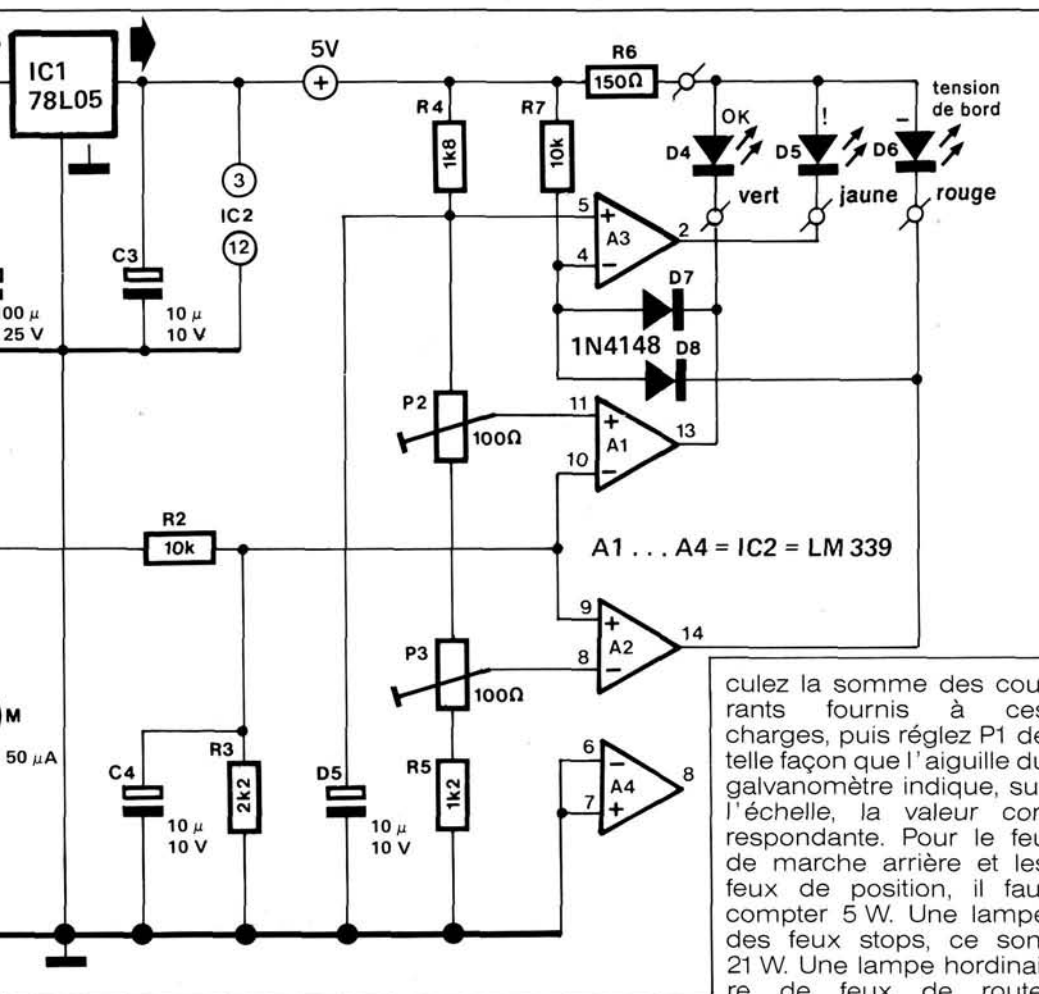 IC1
78L05
5V
+
R6
150Ω
R4
1k8
R7
10k
OK
!
–
tension
de bord
D4
D5
D6
vert
jaune
rouge
3
IC2
12
5
+
A3
4
–
2
C3
10 µ
10 V
00 µ
25 V
D7
1N4148
D8
P2
100Ω
11
+
A1
10
–
13
R2
10k
A1 . . . A4 = IC2 = LM 339
9
+
A2
8
–
14
P3
100Ω
M
50 µA
C4
10 µ
10 V
R3
2k2
D5
10 µ
10 V
R5
1k2
6
–
A4
7
+
8
culez la somme des cou
rants fournis à ces
charges, puis réglez P1 de
telle façon que l'aiguille du
galvanomètre indique, su
l'échelle, la valeur cor
respondante. Pour le feu
de marche arrière et les
feux de position, il fau
compter 5 W. Une lampe
des feux stops, ce son
21 W. Une lampe hordinai
re de feux de route